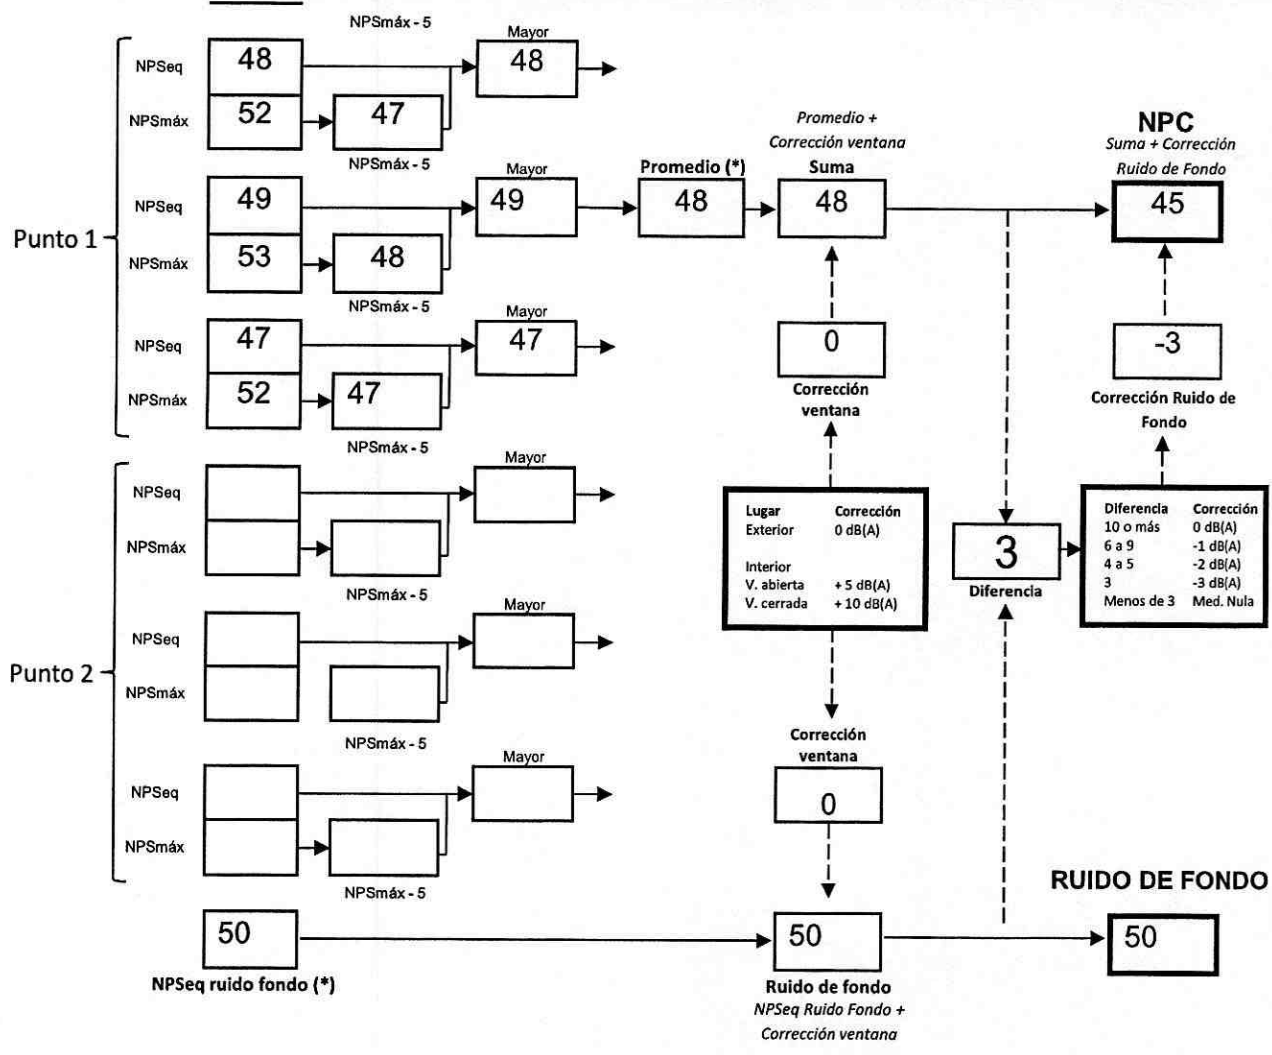 NPSmáx - 5
Mayor
NPSeq 48 48
NPSmáx 52 47
NPSmáx - 5
Mayor
Punto 1
NPSeq 49 49
NPSmáx 53 48
NPSmáx - 5
Mayor
NPSeq 47 47
NPSmáx 52 47
NPSmáx - 5
Promedio (*)
48
Promedio +
Corrección ventana
Suma
48
0
Corrección
ventana
NPC
Suma + Corrección
Ruido de Fondo
45
-3
Corrección Ruido de
Fondo
Mayor
NPSeq
NPSmáx
NPSmáx - 5
Mayor
Punto 2
NPSeq
NPSmáx
NPSmáx - 5
Mayor
NPSeq
NPSmáx
NPSmáx - 5
Lugar Corrección
Exterior 0 dB(A)
Interior
V. abierta + 5 dB(A)
V. cerrada + 10 dB(A)
3
Diferencia
Diferencia Corrección
10 o más 0 dB(A)
6 a 9 -1 dB(A)
4 a 5 -2 dB(A)
3 -3 dB(A)
Menos de 3 Med. Nula
Corrección
ventana
0
50
NPSeq ruido fondo (*)
50
Ruido de fondo
NPSeq Ruido Fondo +
Corrección ventana
RUIDO DE FONDO
50